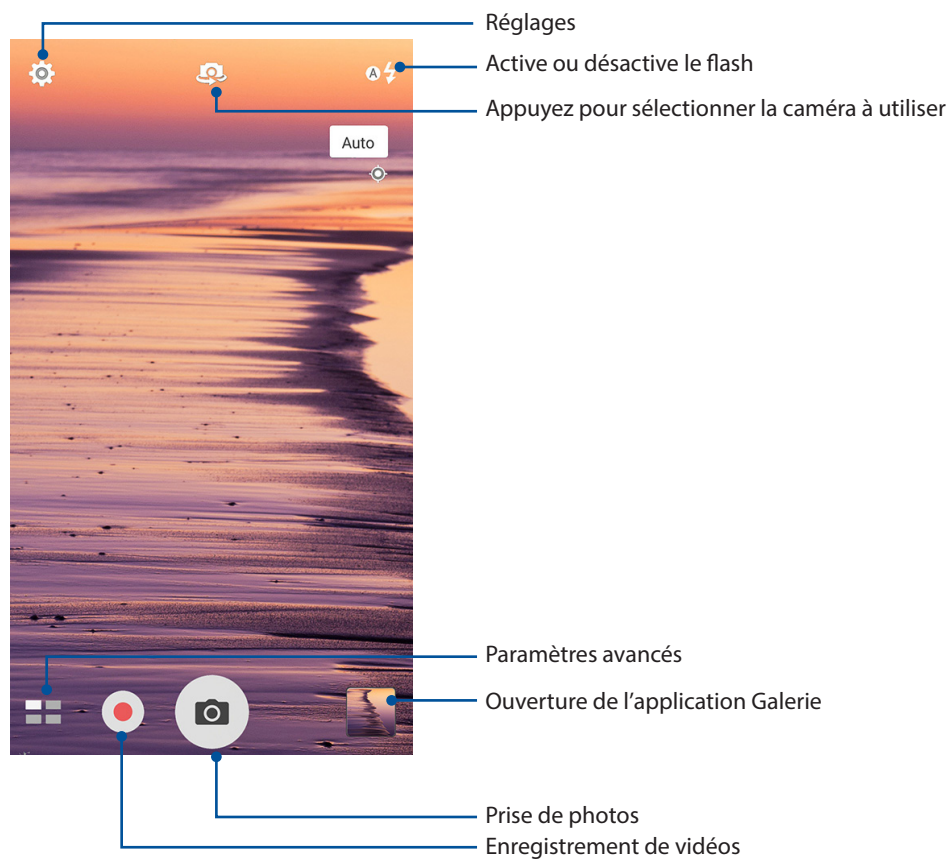 Réglages
Active ou désactive le flash
A
Appuyez pour sélectionner la caméra à utiliser
Auto
Paramètres avancés
Ouverture de l'application Galerie
Prise de photos
Enregistrement de vidéos